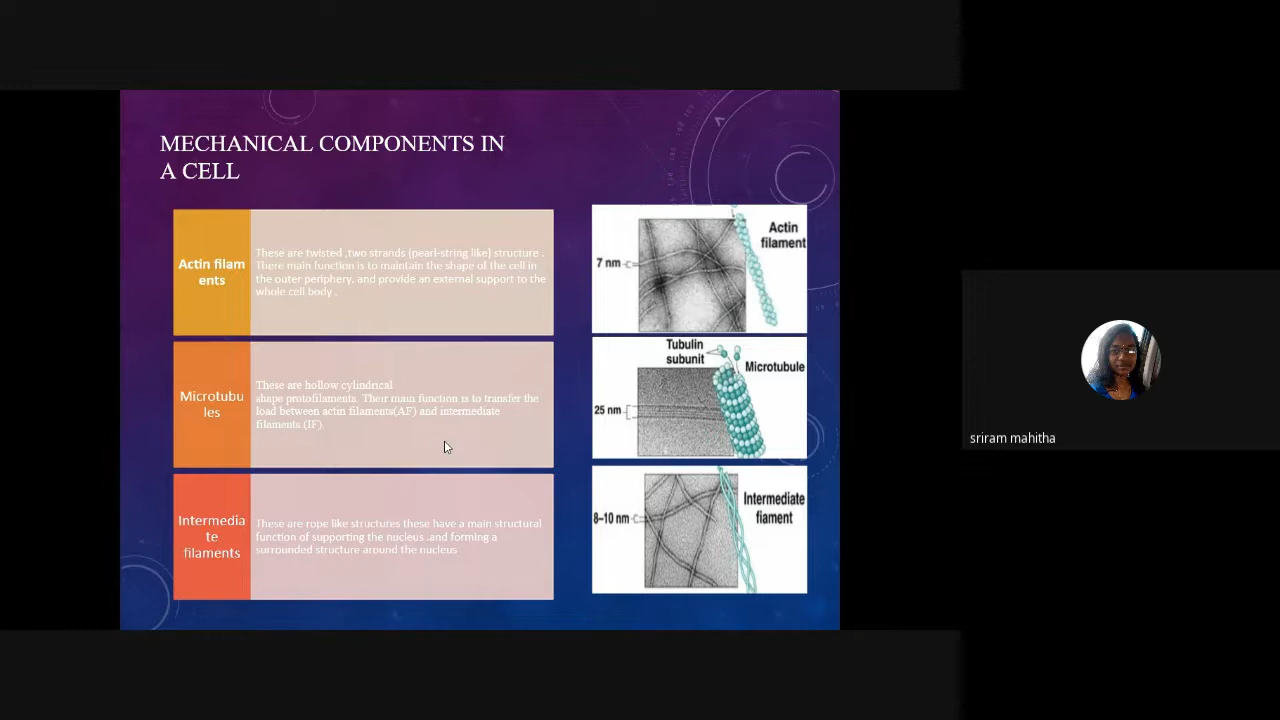 MECHANICAL COMPONENTS IN
A CELL
Actin filam
ents
These are twisted ,two strands (pearl-string like) structure .
There main function is to maintain the shape of the cell in
the outer periphery, and provide an external support to the
whole cell body .
Microtubu
les
These are hollow cylindrical
shape protofilaments. Their main function is to transfer the
load between actin filaments(AF) and intermediate
filaments (IF).
Intermedia
te
filaments
These are rope like structures these have a main structural
function of supporting the nucleus .and forming a
surrounded structure around the nucleus
Actin
filament
7 nm
Tubulin
subunit
Microtubule
25 nm
Intermediate
fiament
8–10 nm
sriram mahitha